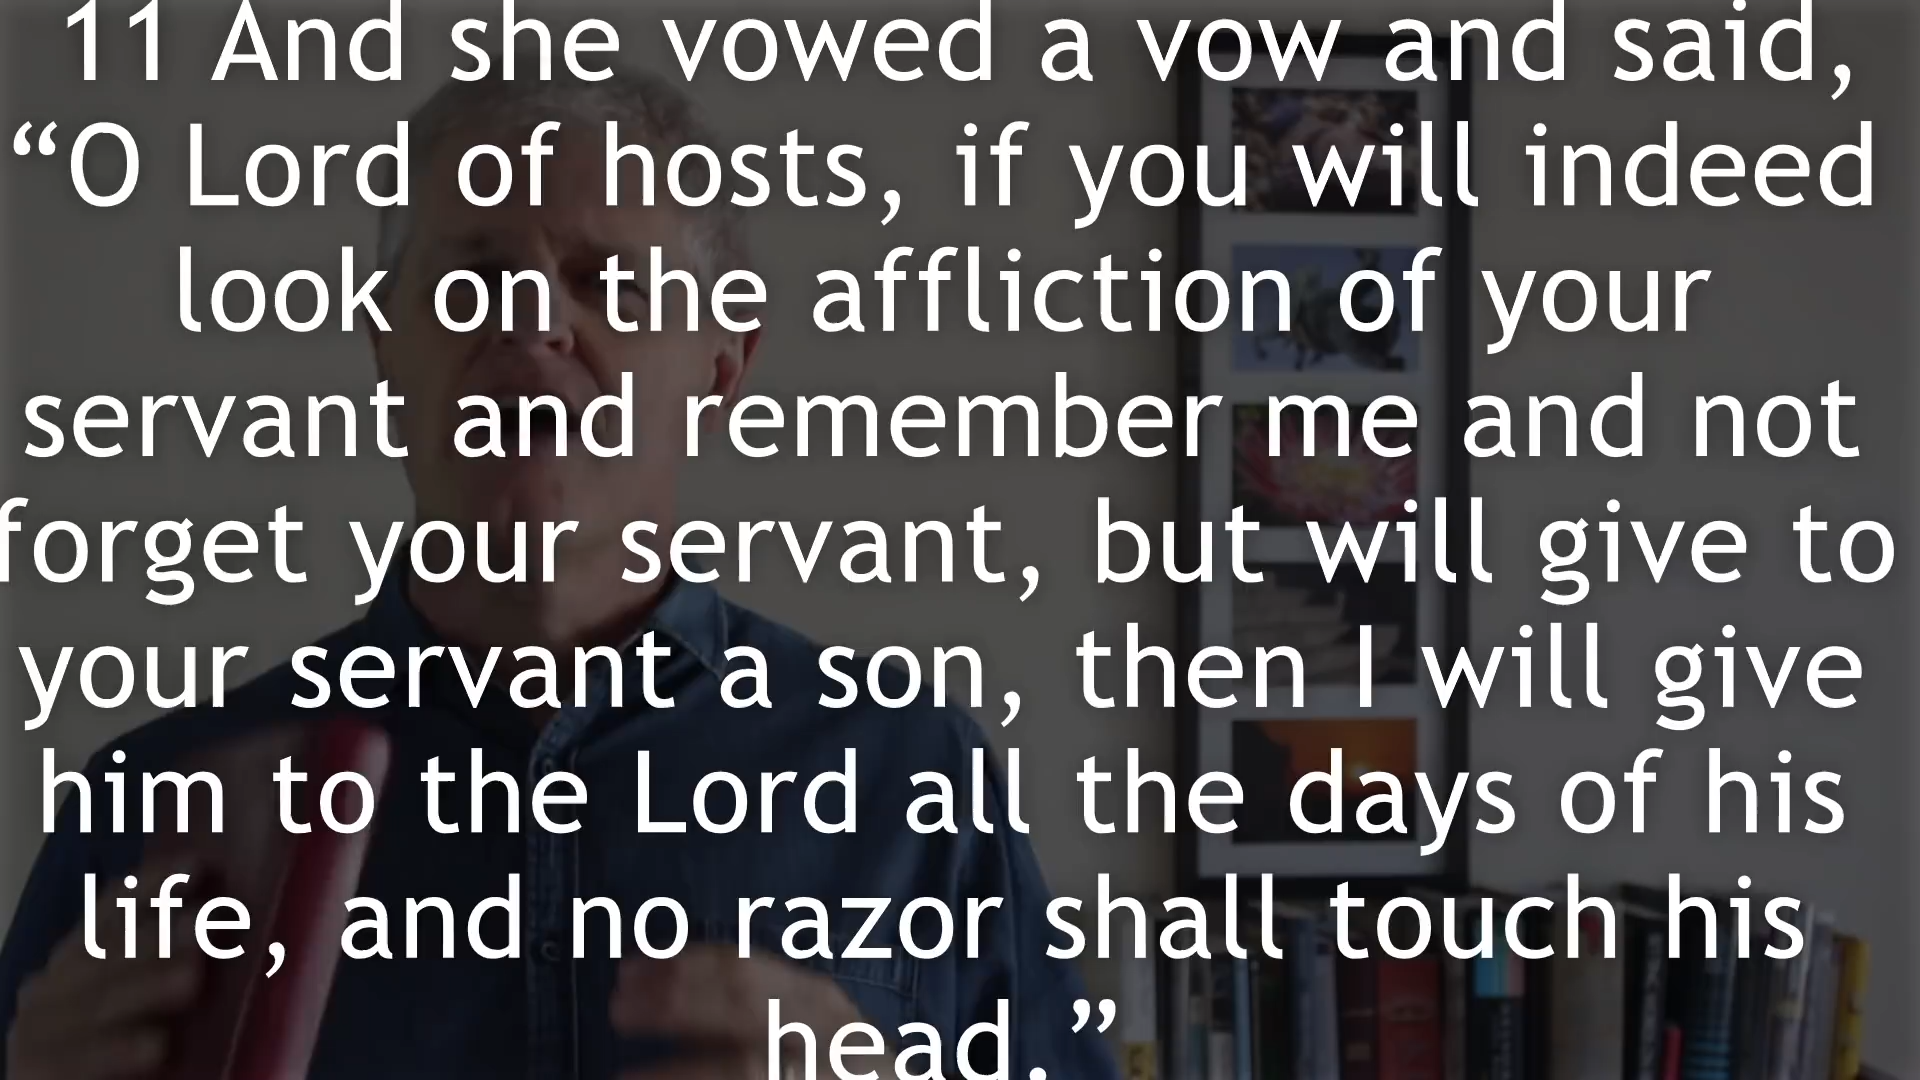 11 And she vowed a vow and said,
“O Lord of hosts, if you will indeed
look on the affliction of your
servant and remember me and not
forget your servant, but will give to
your servant a son, then I will give
him to the Lord all the days of his
life, and no razor shall touch his
head.”